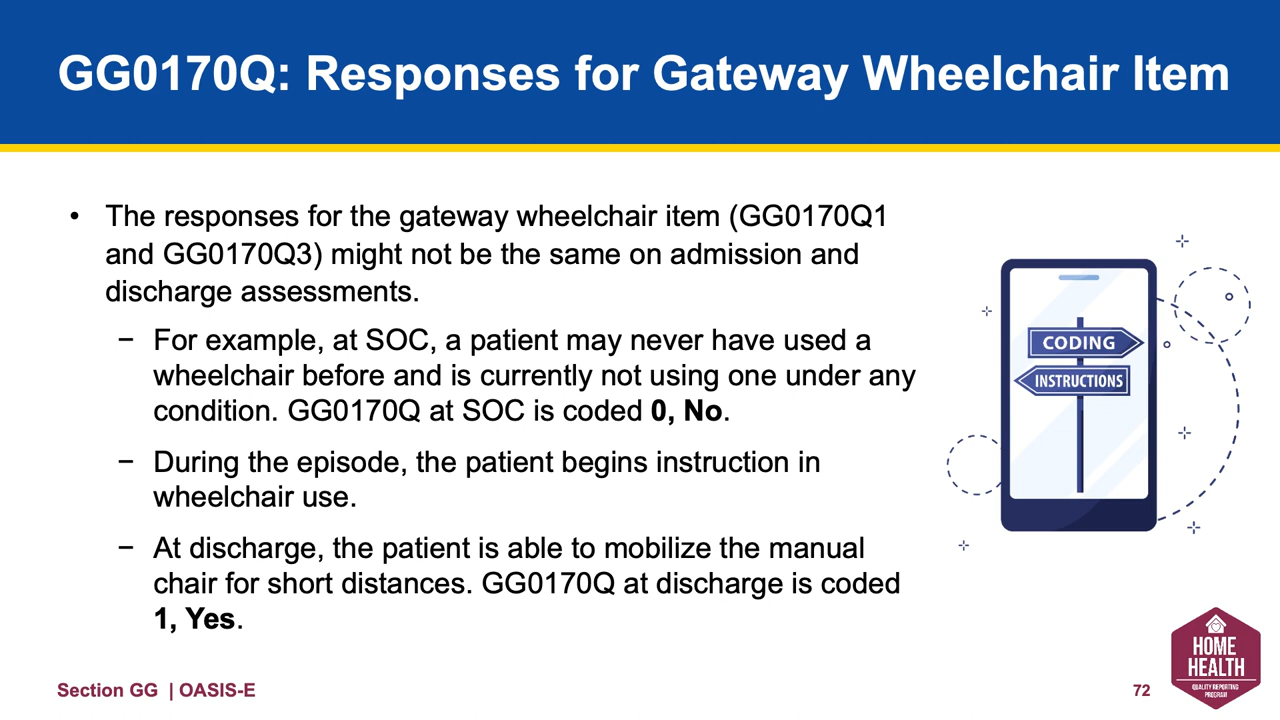 GG0170Q: Responses for Gateway Wheelchair Item
• The responses for the gateway wheelchair item (GG0170Q1
and GG0170Q3) might not be the same on admission and
discharge assessments.
− For example, at SOC, a patient may never have used a
wheelchair before and is currently not using one under any
condition. GG0170Q at SOC is coded 0, No.
− During the episode, the patient begins instruction in
wheelchair use.
− At discharge, the patient is able to mobilize the manual
chair for short distances. GG0170Q at discharge is coded
1, Yes.
CODING
INSTRUCTIONS
Section GG | OASIS-E
72
HOME
HEALTH
QUALITY REPORTING
PROGRAM